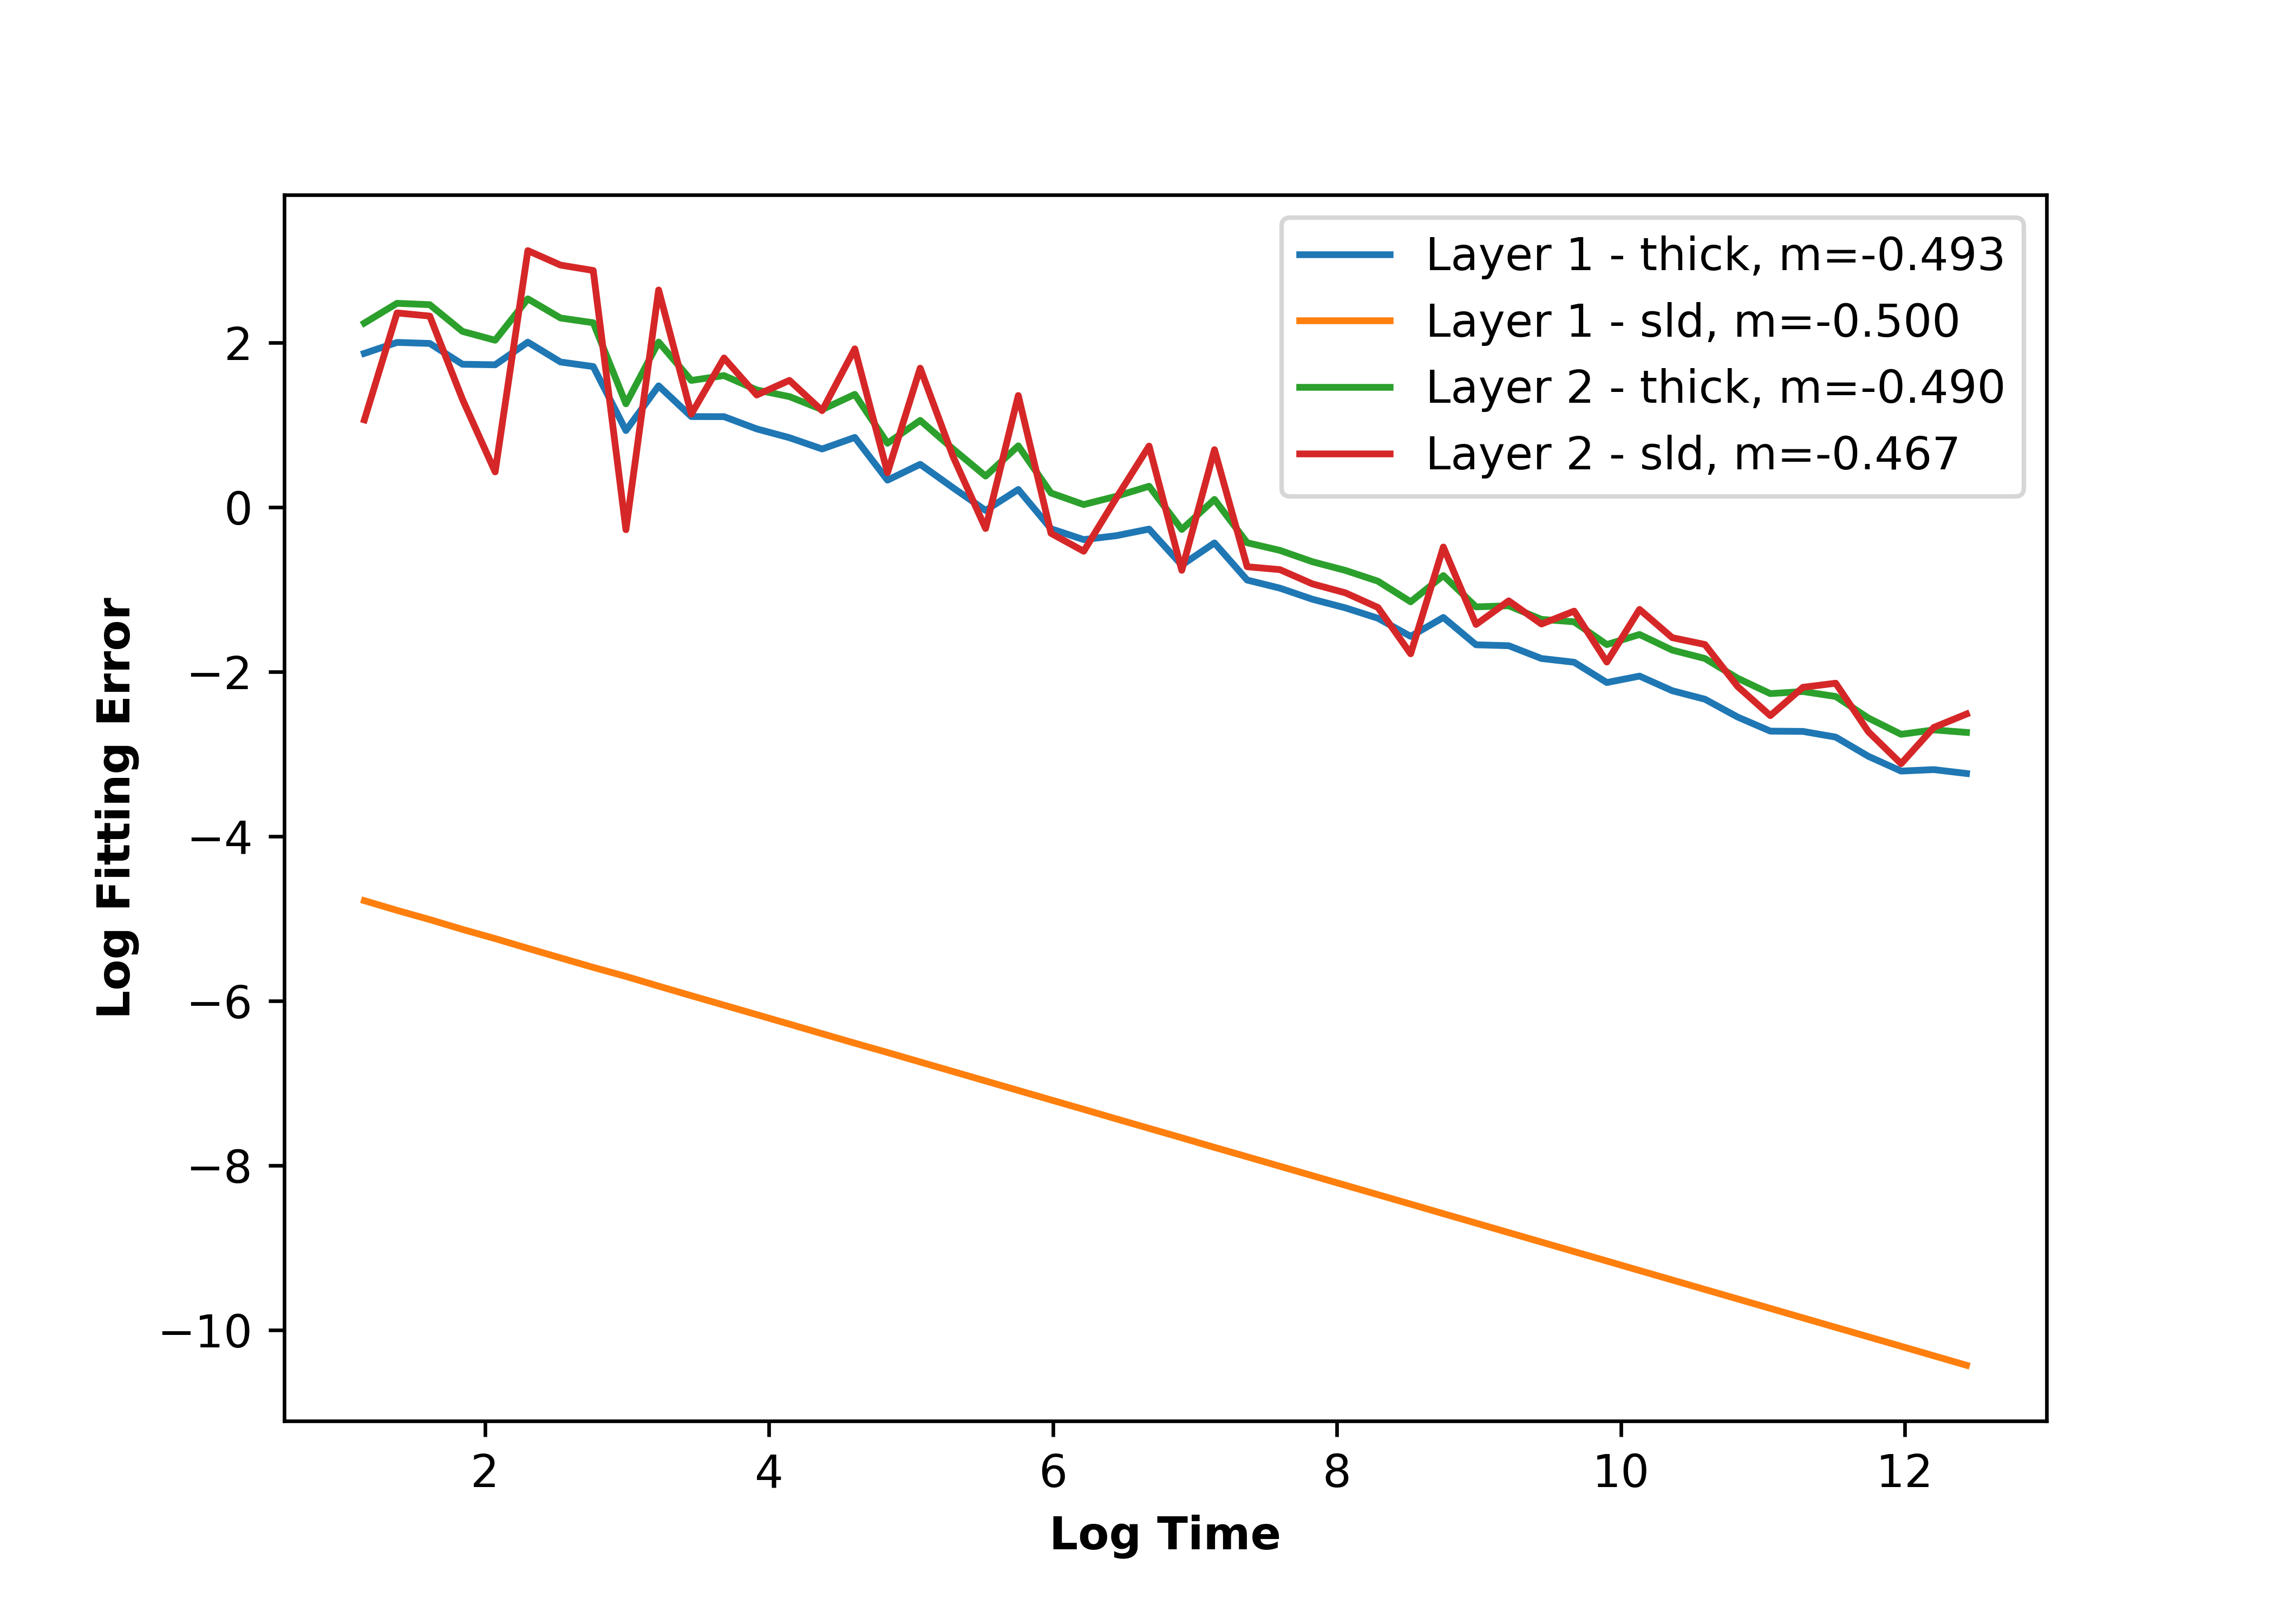 Layer 1 - thick, m=-0.493
Layer 1 - sld, m=-0.500
Layer 2 - thick, m=-0.490
Layer 2 - sld, m=-0.467
2
0
−2
−4
−6
−8
−10
Log Fitting Error
2 4 6 8 10 12
Log Time